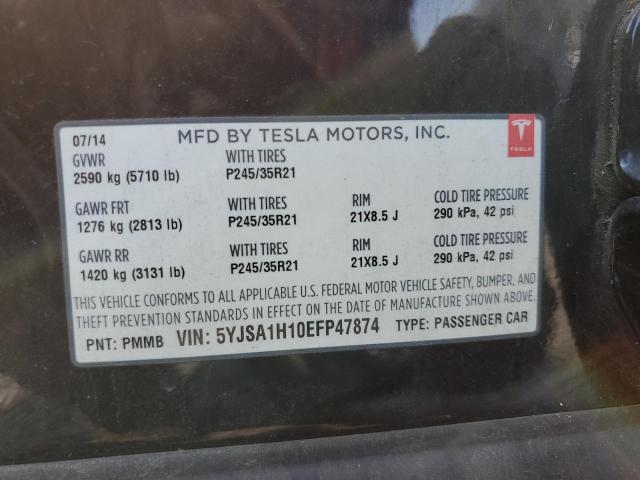 07/14 MFD BY TESLA MOTORS, INC. TESLA
GVWR WITH TIRES
2590 kg (5710 lb) P245/35R21
GAWR FRT WITH TIRES RIM COLD TIRE PRESSURE
1276 kg (2813 lb) P245/35R21 21X8.5 J 290 kPa, 42 psi
GAWR RR WITH TIRES RIM COLD TIRE PRESSURE
1420 kg (3131 lb) P245/35R21 21X8.5 J 290 kPa, 42 psi
THIS VEHICLE CONFORMS TO ALL APPLICABLE U.S. FEDERAL MOTOR VEHICLE SAFETY, BUMPER, AND
THEFT PREVENTION STANDARDS IN EFFECT ON THE DATE OF MANUFACTURE SHOWN ABOVE.
PNT: PMMB VIN: 5YJSA1H10EFP47874 TYPE: PASSENGER CAR